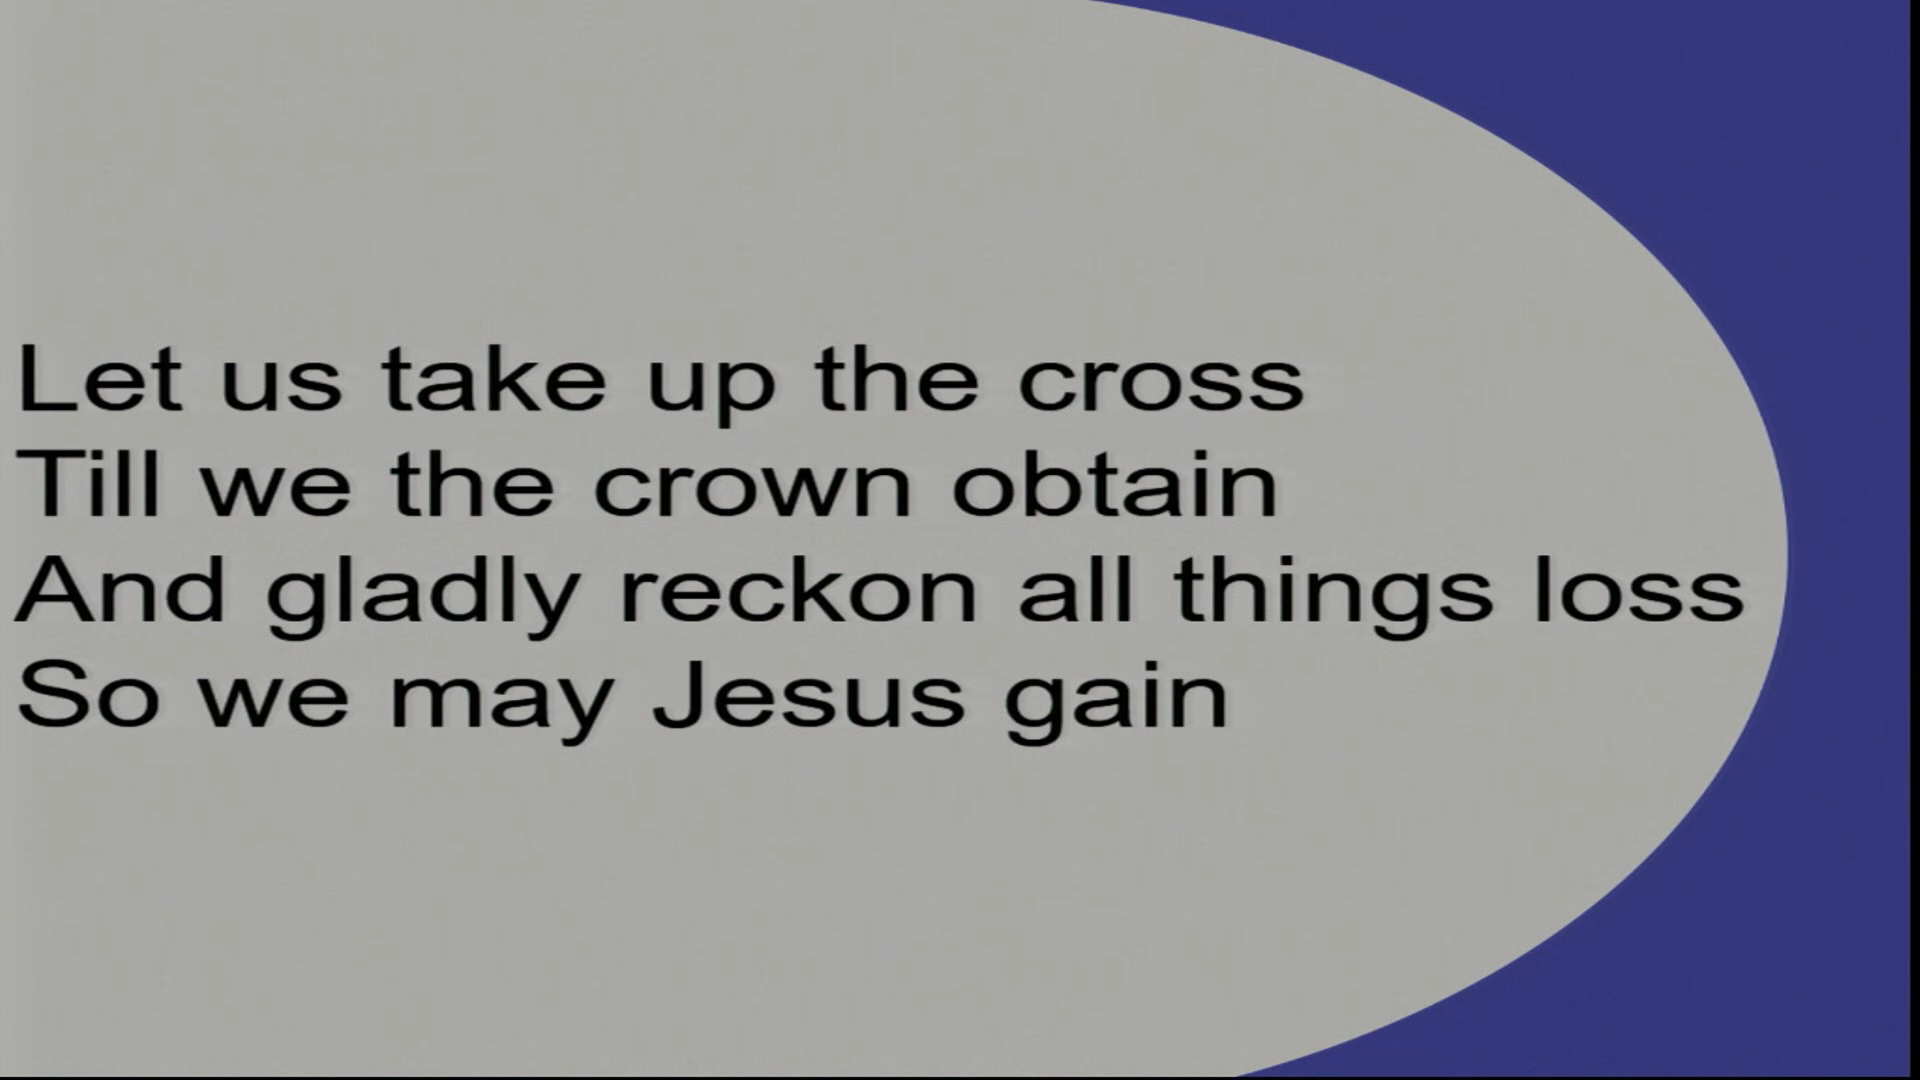 Let us take up the cross
Till we the crown obtain
And gladly reckon all things loss
So we may Jesus gain